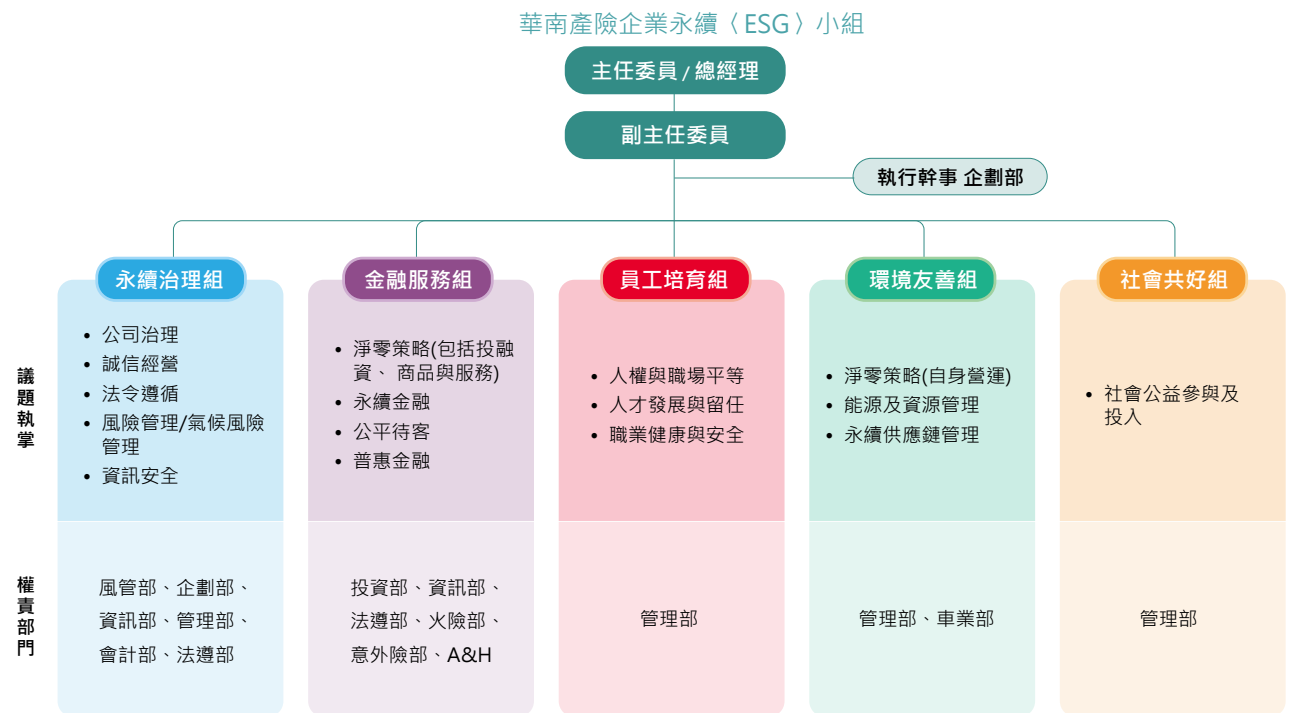 華南產險企業永續〈ESG〉小組
主任委員/總經理
副主任委員
執行幹事 企劃部
議題執掌
權責部門
永續治理組
• 公司治理
• 誠信經營
• 法令遵循
• 風險管理/氣候風險
管理
• 資訊安全
風管部、企劃部、
資訊部、管理部、
會計部、法遵部
金融服務組
• 淨零策略(包括投融
資、 商品與服務)
• 永續金融
• 公平待客
• 普惠金融
投資部、資訊部、
法遵部、火險部、
意外險部、A&H
員工培育組
• 人權與職場平等
• 人才發展與留任
• 職業健康與安全
管理部
環境友善組
• 淨零策略(自身營運)
• 能源及資源管理
• 永續供應鏈管理
管理部、車業部
社會共好組
• 社會公益參與及
投入
管理部